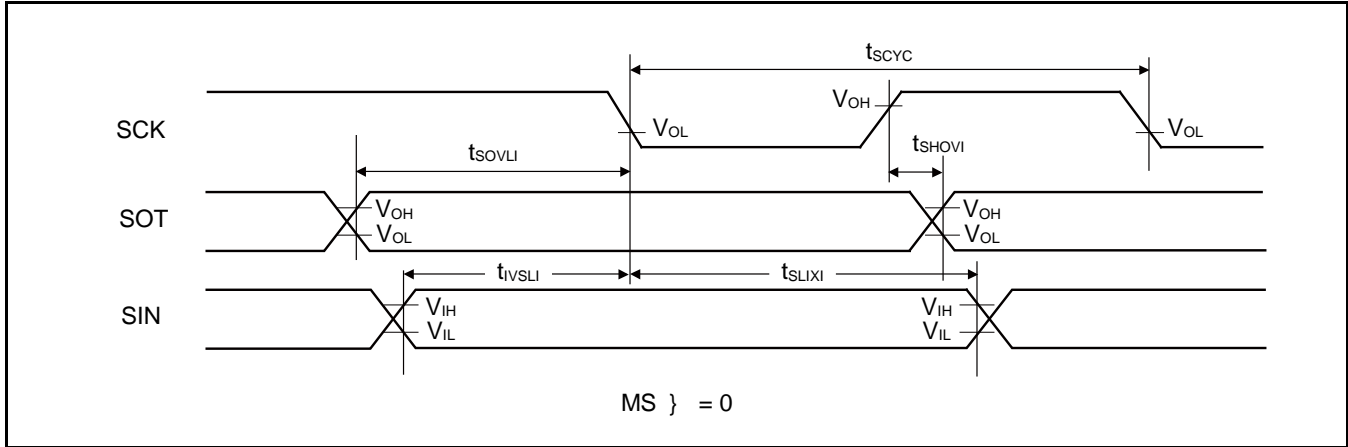 tSCYC
SCK
VOH
VOL
VOL
tSOVLI
tSHOVI
SOT
VOH
VOL
VOH
VOL
tIVSLI
tSLIXI
SIN
VIH
VIL
VIH
VIL
MS } = 0